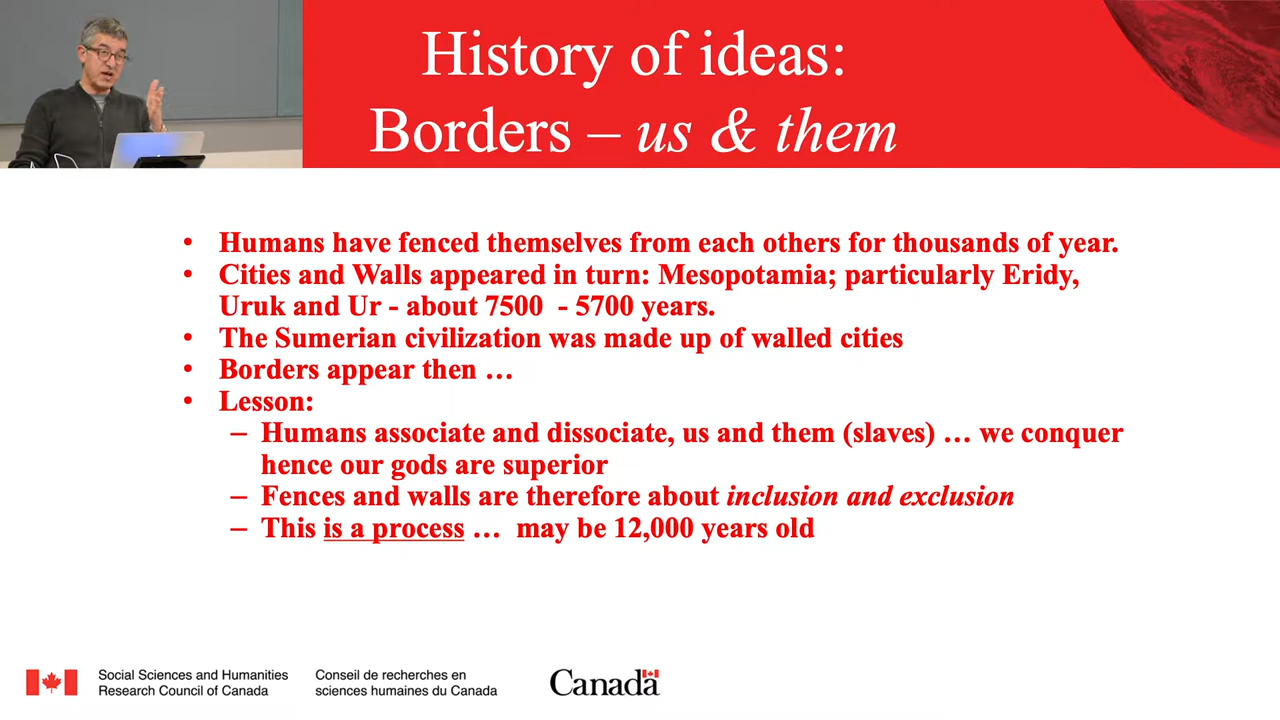 History of ideas:
Borders – us & them
• Humans have fenced themselves from each others for thousands of year.
• Cities and Walls appeared in turn: Mesopotamia; particularly Eridy,
Uruk and Ur - about 7500 - 5700 years.
• The Sumerian civilization was made up of walled cities
• Borders appear then …
• Lesson:
– Humans associate and dissociate, us and them (slaves) … we conquer
hence our gods are superior
– Fences and walls are therefore about inclusion and exclusion
– This is a process … may be 12,000 years old
Social Sciences and Humanities
Research Council of Canada
Conseil de recherches en
sciences humaines du Canada
Canada